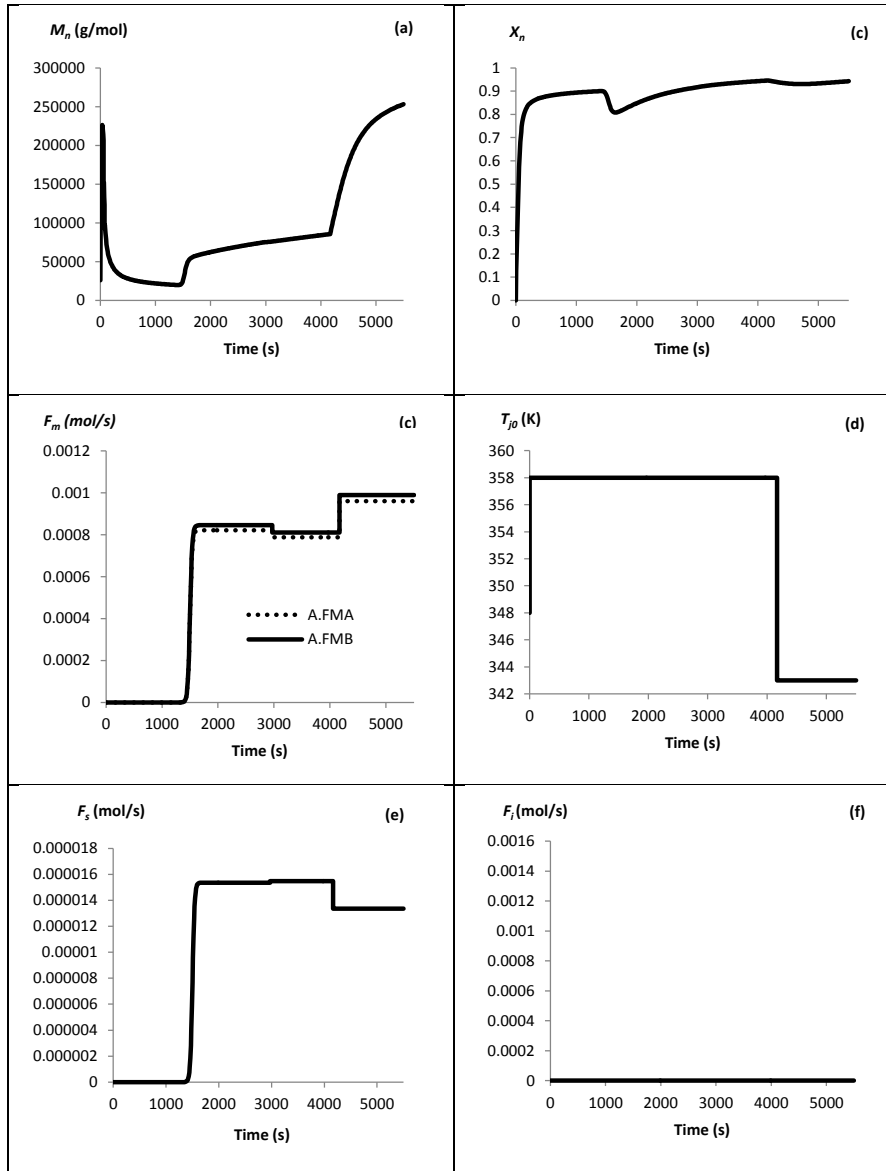 Mn (g/mol) (a)
300000
250000
200000
150000
100000
50000
0
0 1000 2000 3000 4000 5000
Time (s)
Xn (c)
1
0.9
0.8
0.7
0.6
0.5
0.4
0.3
0.2
0.1
0
0 1000 2000 3000 4000 5000
Time (s)
Fm (mol/s) (c)
0.0012
0.001
0.0008
0.0006
0.0004
0.0002
0
A.FMA
A.FMB
0 1000 2000 3000 4000 5000
Time (s)
Tj0 (K) (d)
360
358
356
354
352
350
348
346
344
342
0 1000 2000 3000 4000 5000
Time (s)
Fs (mol/s) (e)
0.000018
0.000016
0.000014
0.000012
0.00001
0.000008
0.000006
0.000004
0.000002
0
0 1000 2000 3000 4000 5000
Time (s)
Fi (mol/s) (f)
0.0016
0.0014
0.0012
0.001
0.0008
0.0006
0.0004
0.0002
0
0 1000 2000 3000 4000 5000
Time (s)